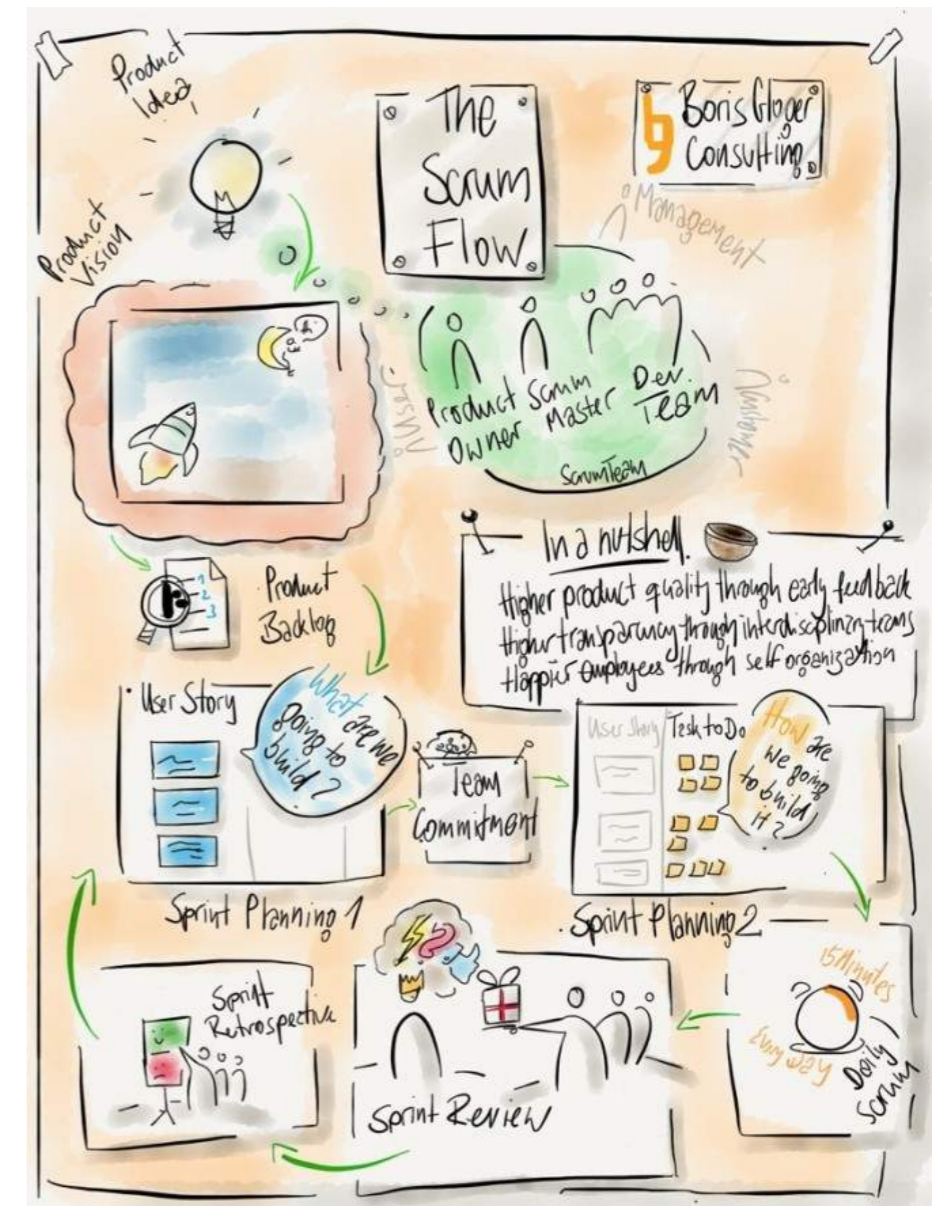 Product
Idea
The
Scrum
Flow
Boris Gloger
Consulting
Product
Vision
Management
User
Customer
Product
Owner
Scrum
Master
Dev.
Team
ScrumTeam
In a nutshell
Higher product quality through early feedback
Higher transparency through interdisciplinary teams
Happier employees through self organization
1
2
3
Product
Backlog
User Story
What are we
going to
build?
Team
Commitment
User Story
Task to Do
How are
we going
to build
it?
Sprint Planning 1
Sprint Planning 2
Sprint
Retrospective
Sprint Review
15 Minutes
Every Day
Daily
Scrum